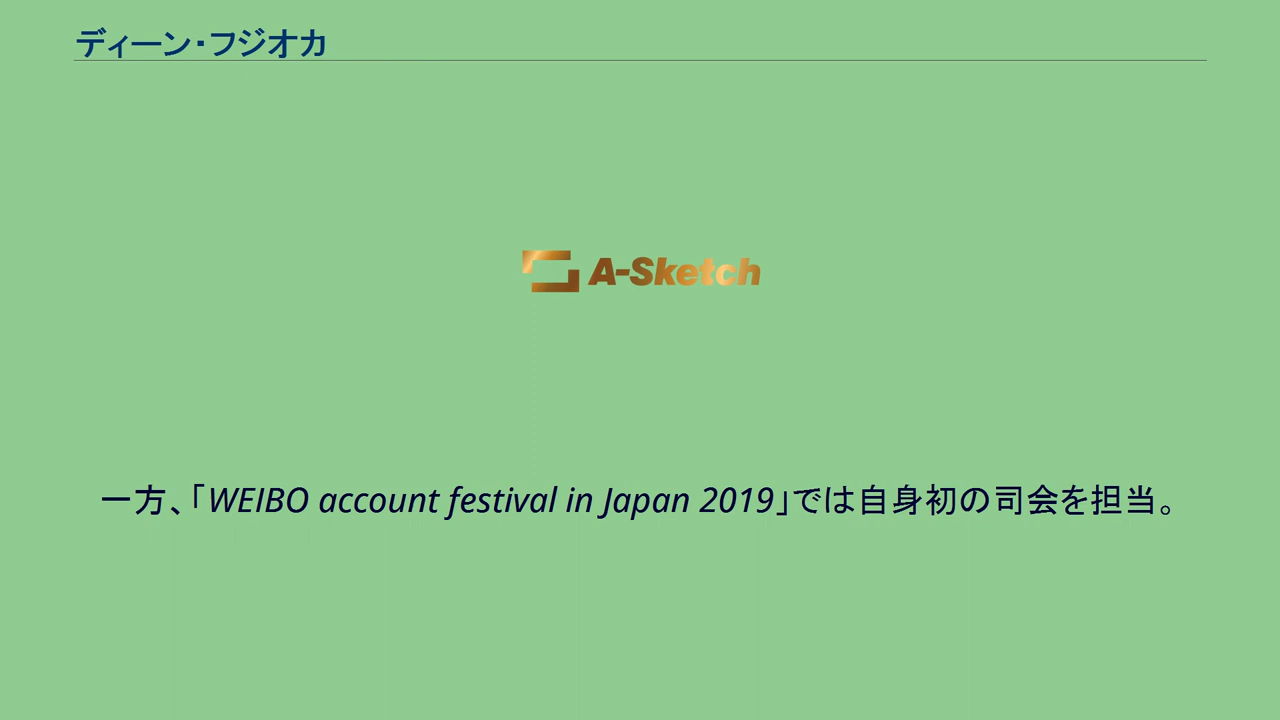 ディーン・フジオカ
A-Sketch
一方、「WEIBO account festival in Japan 2019」では自身初の司会を担当。